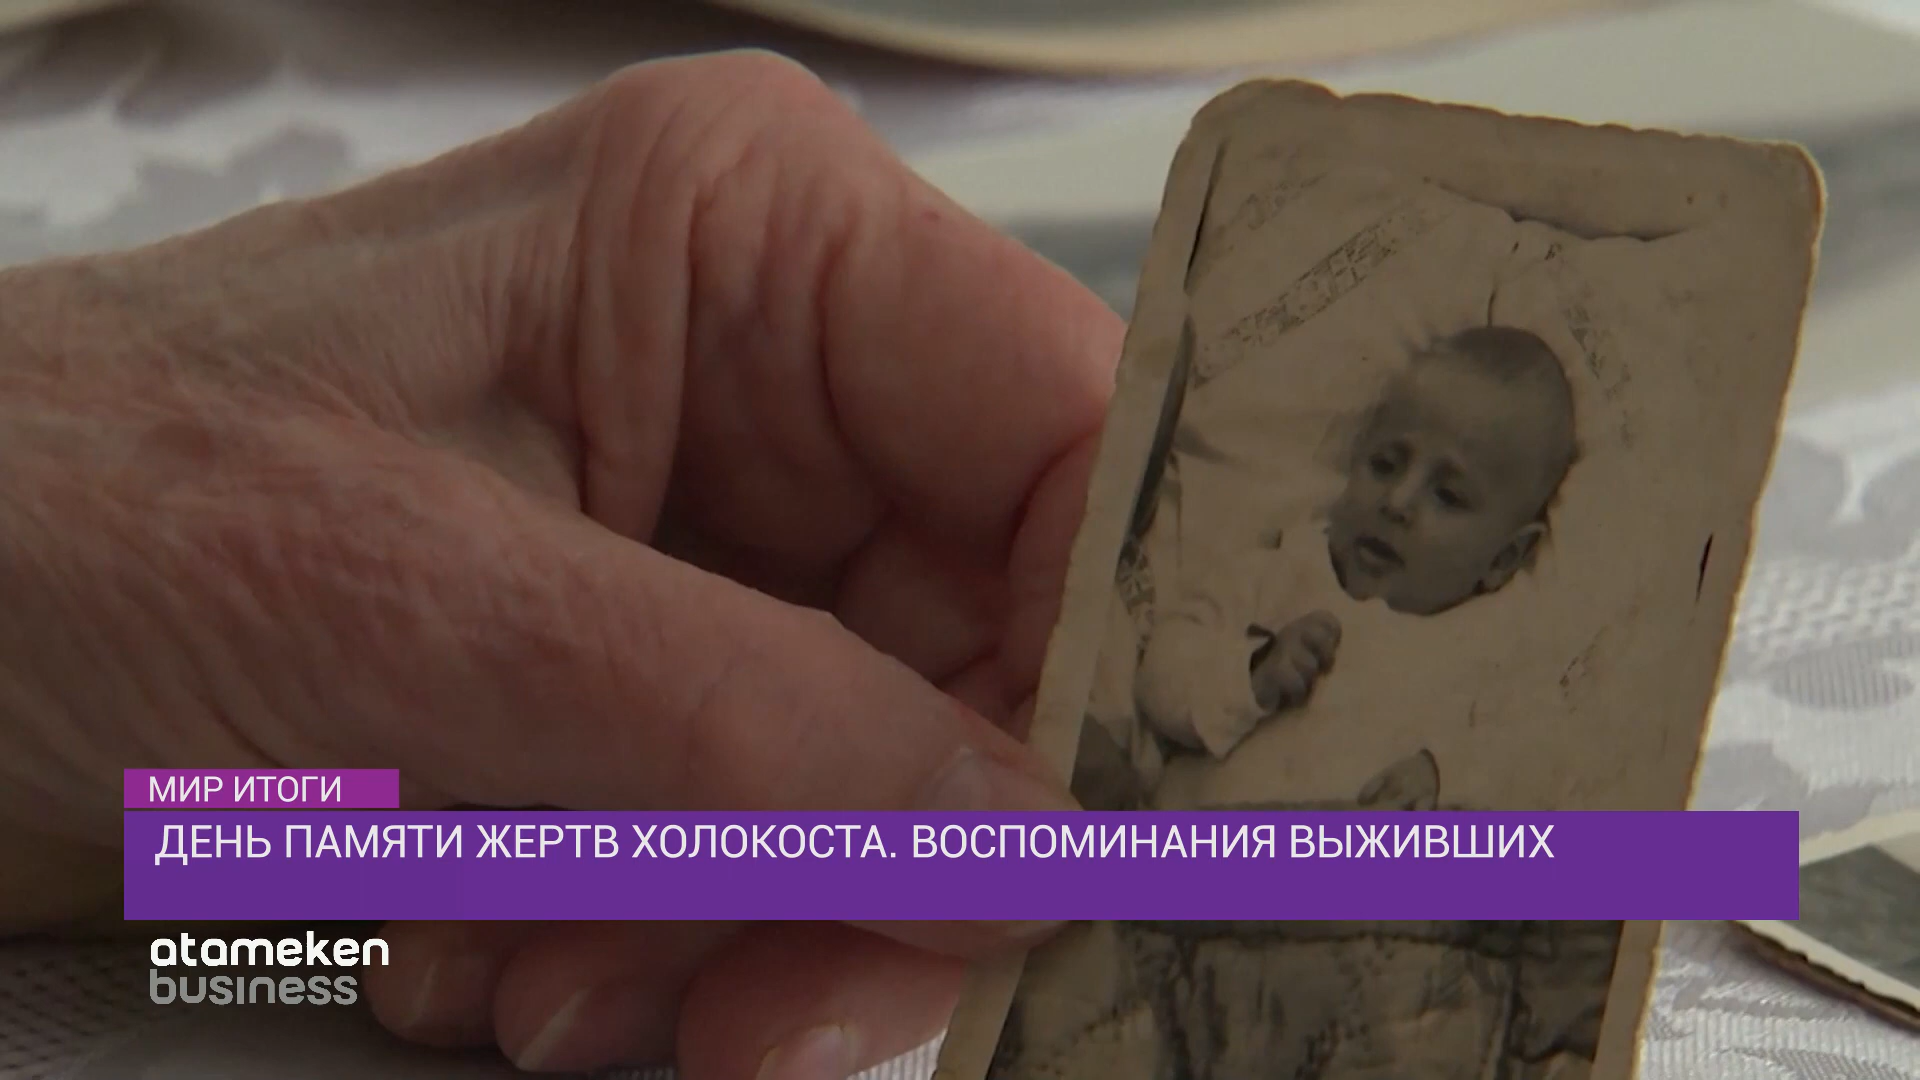 МИР ИТОГИ
ДЕНЬ ПАМЯТИ ЖЕРТВ ХОЛОКОСТА. ВОСПОМИНАНИЯ ВЫЖИВШИХ
atameken
business